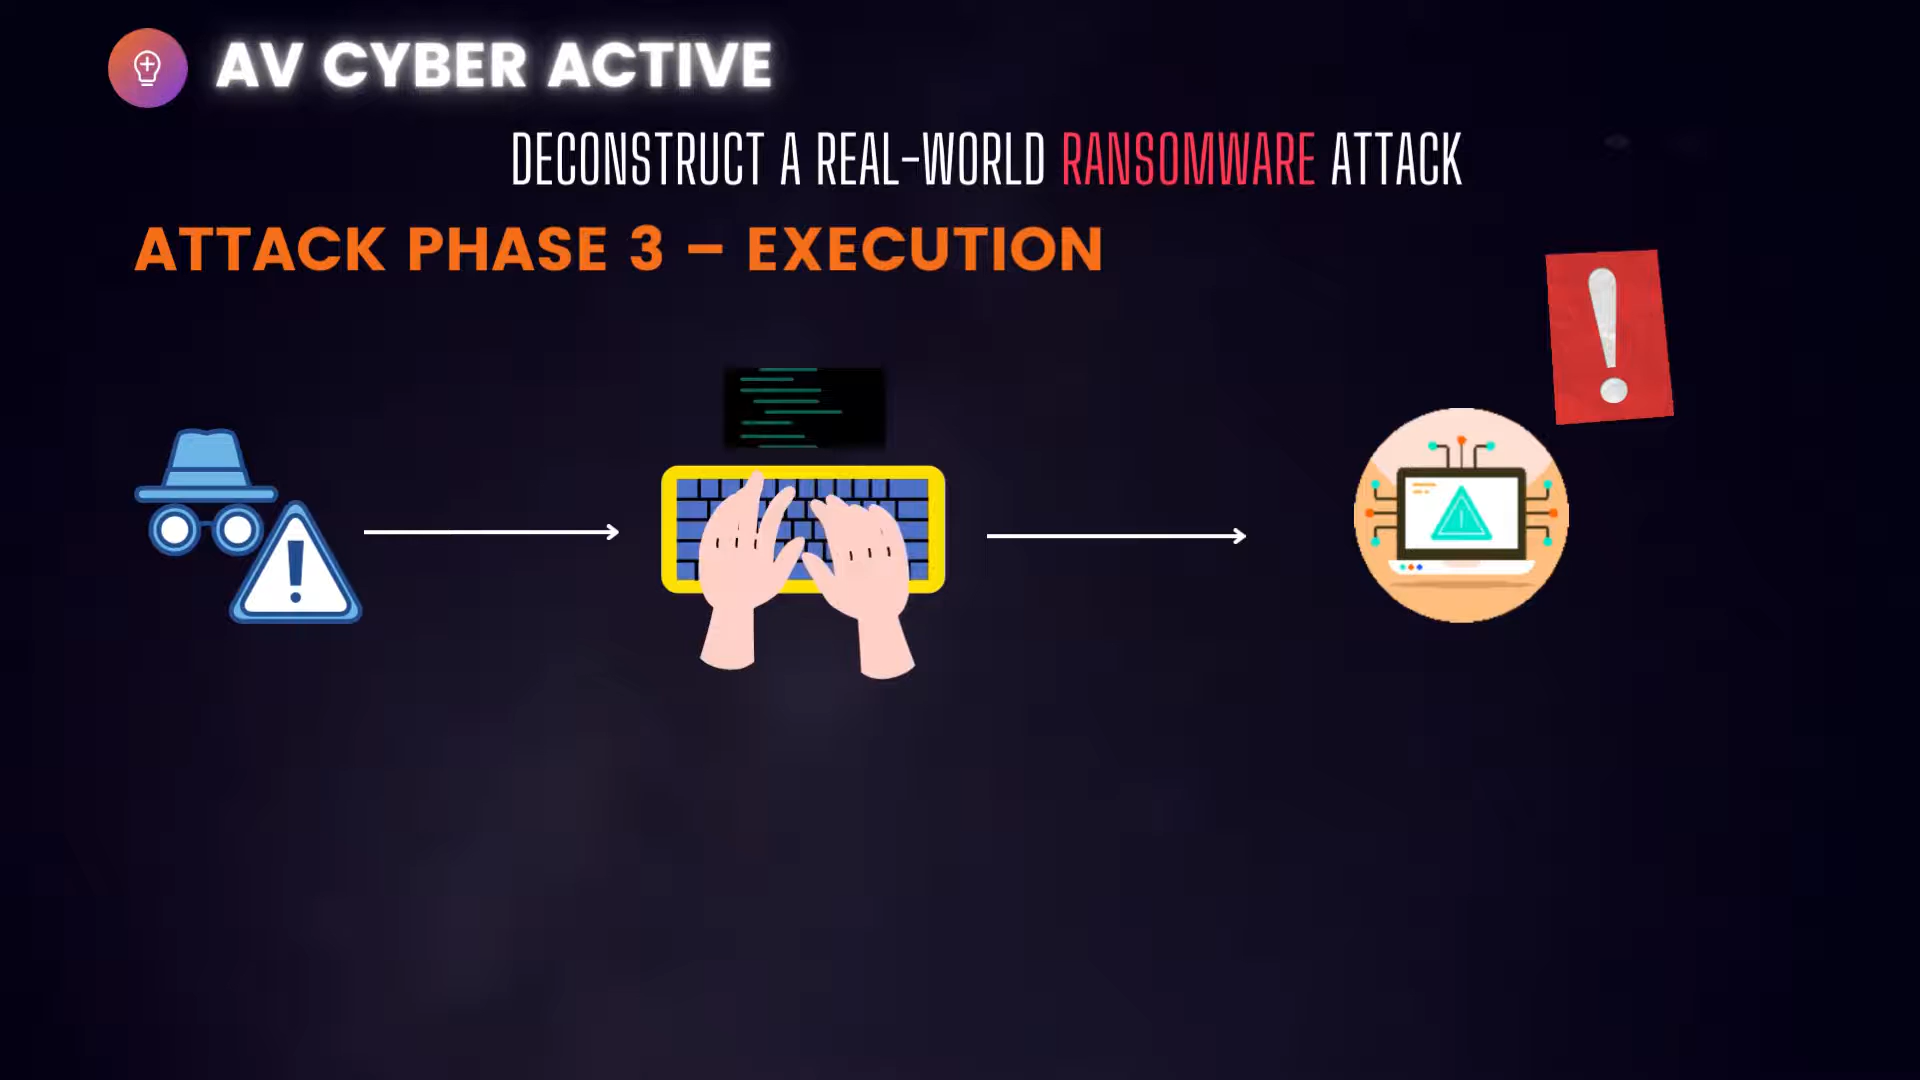 AV CYBER ACTIVE
DECONSTRUCT A REAL-WORLD RANSOMWARE ATTACK
ATTACK PHASE 3 – EXECUTION